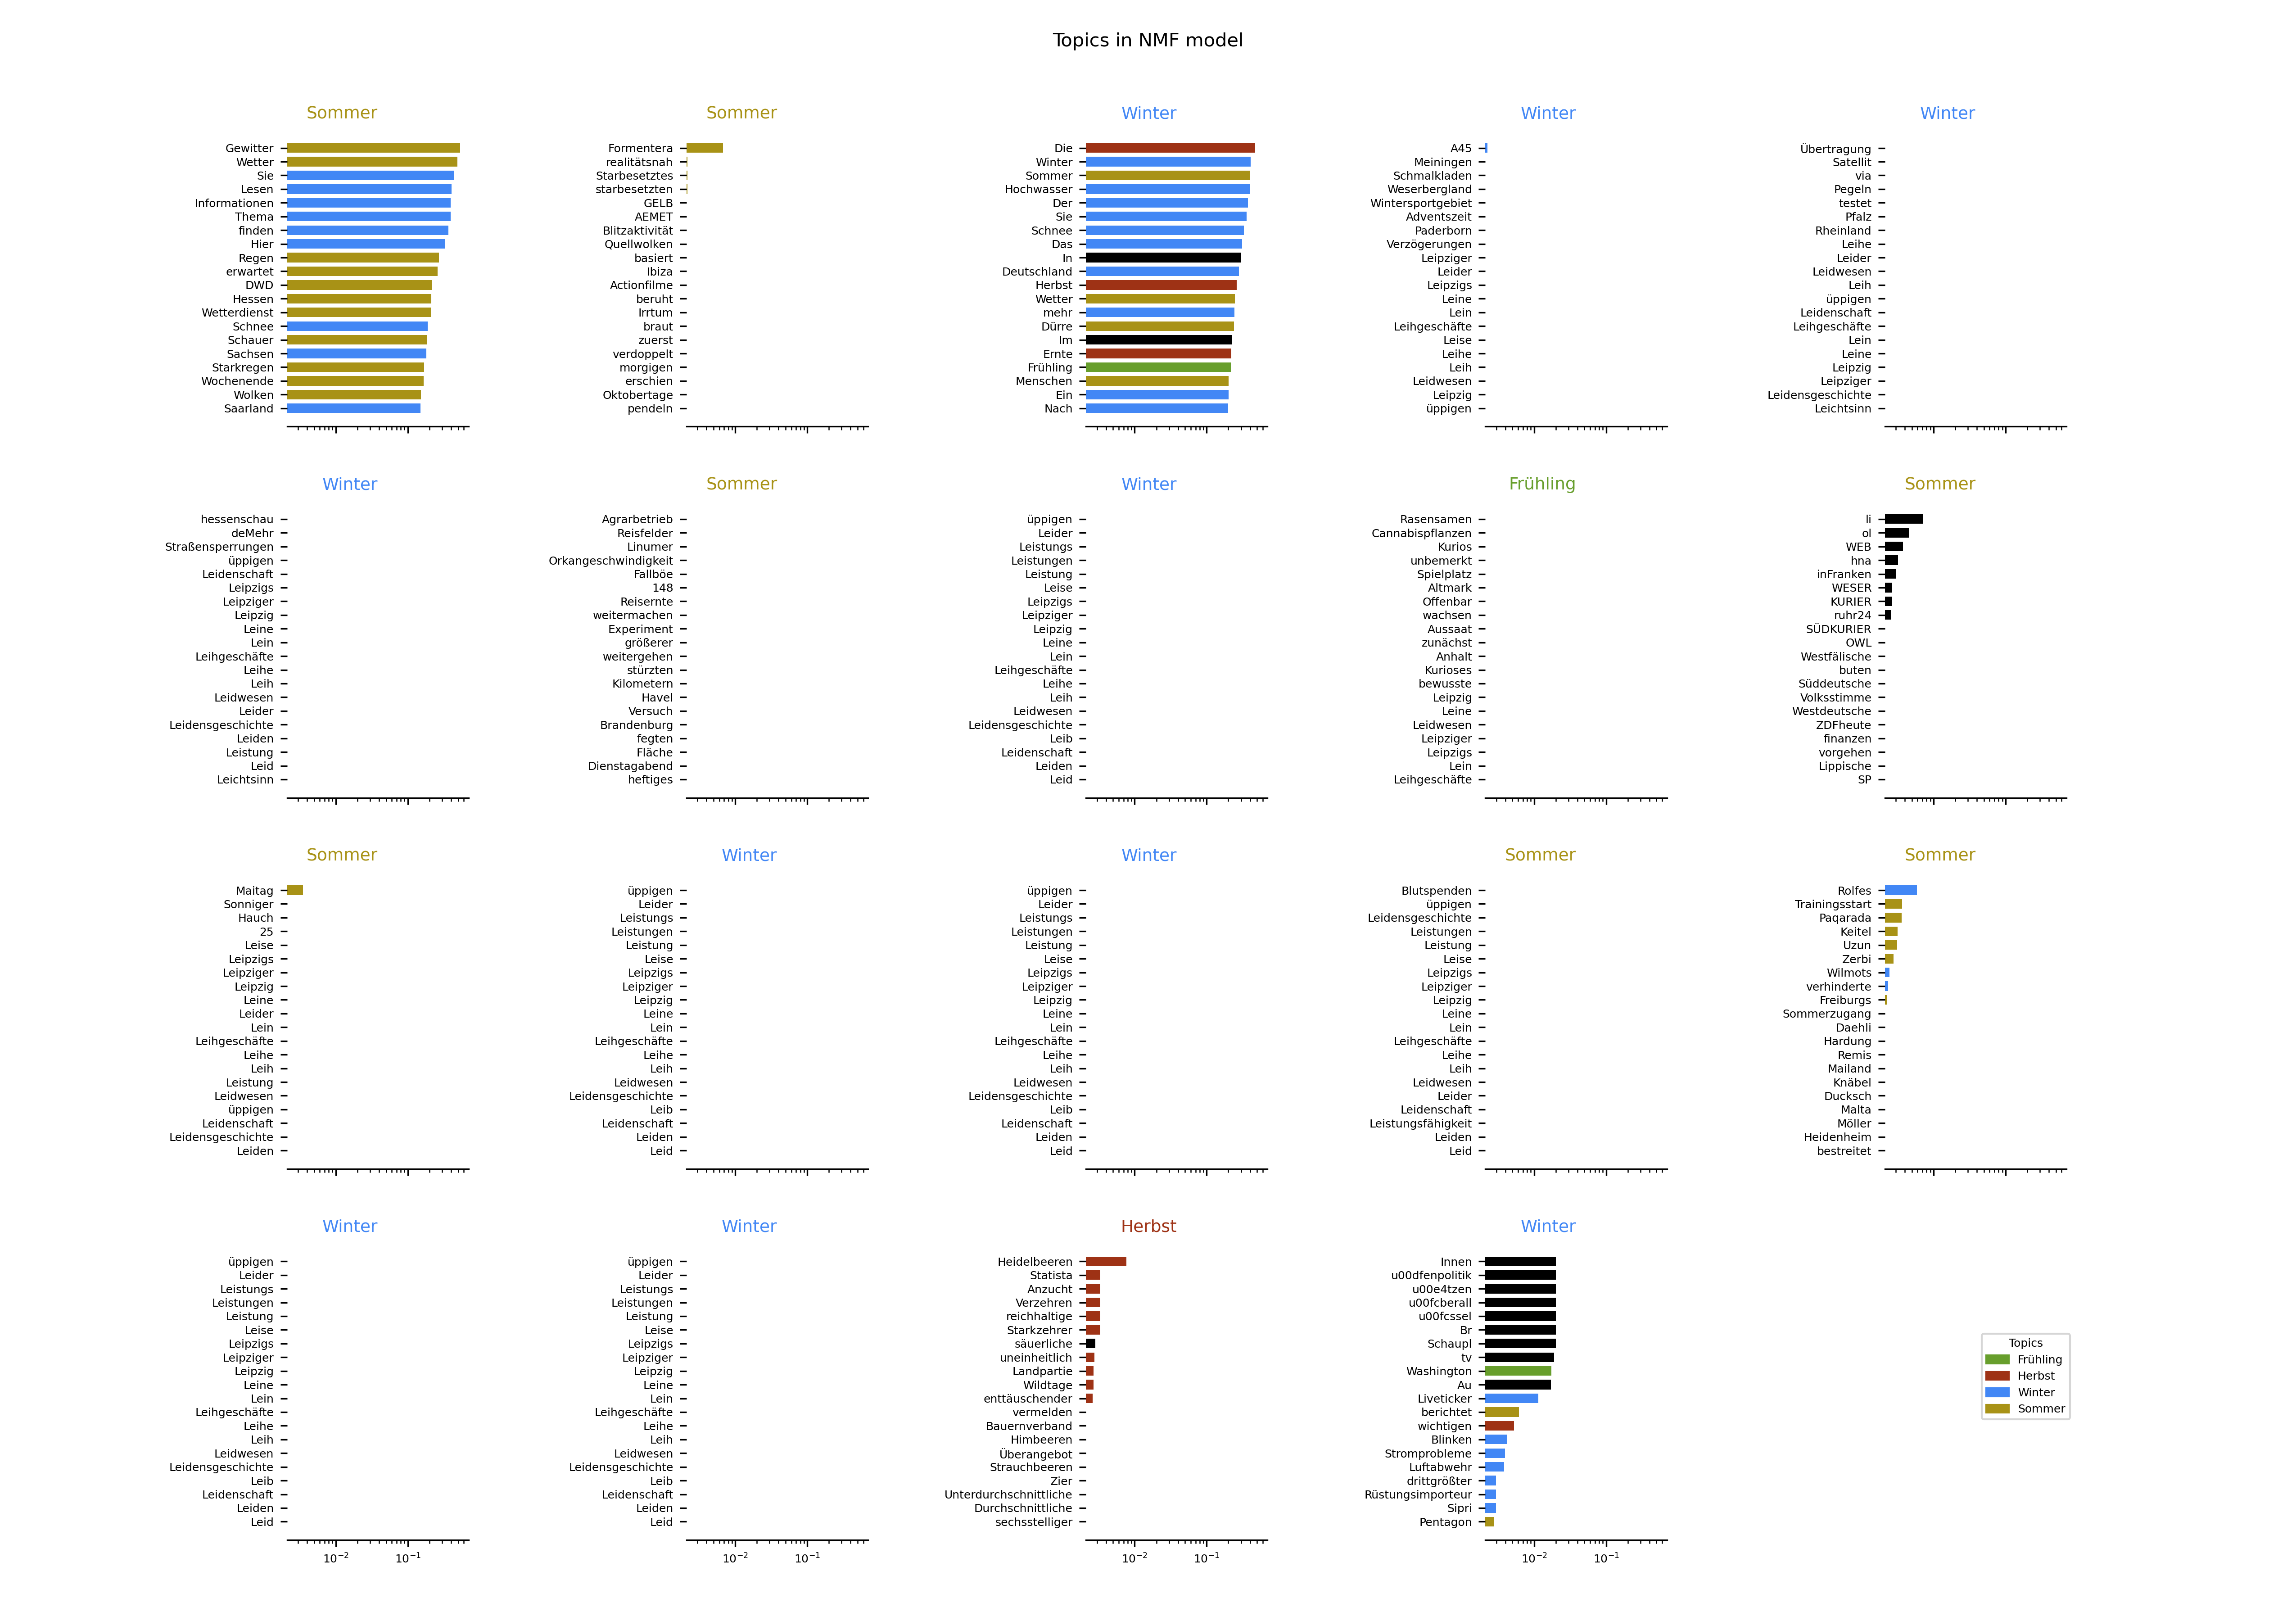 Topics in NMF model
Sommer
Gewitter
Wetter
Sie
Lesen
Informationen
Thema
finden
Hier
Regen
erwartet
DWD
Hessen
Wetterdienst
Schnee
Schauer
Sachsen
Starkregen
Wochenende
Wolken
Saarland
Sommer
Formentera
realitätsnah
Starbesetztes
starbesetzten
GELB
AEMET
Blitzaktivität
Quellwolken
basiert
Ibiza
Actionfilme
beruht
Irrtum
braut
zuerst
verdoppelt
morgigen
erschien
Oktobertage
pendeln
Winter
Die
Winter
Sommer
Hochwasser
Der
Sie
Schnee
Das
In
Deutschland
Herbst
Wetter
mehr
Dürre
Im
Ernte
Frühling
Menschen
Ein
Nach
Winter
A45
Meiningen
Schmalkladen
Weserbergland
Wintersportgebiet
Adventszeit
Paderborn
Verzögerungen
Leipziger
Leider
Leipzigs
Leine
Lein
Leihgeschäfte
Leise
Leihe
Leih
Leidwesen
Leipzig
üppigen
Winter
Übertragung
Satellit
via
Pegeln
testet
Pfalz
Rheinland
Leihe
Leider
Leidwesen
Leih
üppigen
Leidenschaft
Leihgeschäfte
Lein
Leine
Leipzig
Leipziger
Leidensgeschichte
Leichtsinn
Winter
hessenschau
deMehr
Straßensperrungen
üppigen
Leidenschaft
Leipzigs
Leipziger
Leipzig
Leine
Lein
Leihgeschäfte
Leihe
Leih
Leidwesen
Leider
Leidensgeschichte
Leiden
Leistung
Leid
Leichtsinn
Sommer
Agrarbetrieb
Reisfelder
Linumer
Orkangeschwindigkeit
Fallböe
148
Reisernte
weitermachen
Experiment
größerer
weitergehen
stürzten
Kilometern
Havel
Versuch
Brandenburg
fegten
Fläche
Dienstagabend
heftiges
Winter
üppigen
Leider
Leistungs
Leistungen
Leistung
Leise
Leipzigs
Leipziger
Leipzig
Leine
Lein
Leihgeschäfte
Leihe
Leih
Leidwesen
Leidensgeschichte
Leib
Leidenschaft
Leiden
Leid
Frühling
Rasensamen
Cannabispflanzen
Kurios
unbemerkt
Spielplatz
Altmark
Offenbar
wachsen
Aussaat
zunächst
Anhalt
Kurioses
bewusste
Leipzig
Leine
Leidwesen
Leipziger
Leipzigs
Lein
Leihgeschäfte
Sommer
li
ol
WEB
hna
inFranken
WESER
KURIER
ruhr24
SÜDKURIER
OWL
Westfälische
buten
Süddeutsche
Volksstimme
Westdeutsche
ZDFheute
finanzen
vorgehen
Lippische
SP
Sommer
Maitag
Sonniger
Hauch
25
Leise
Leipzigs
Leipziger
Leipzig
Leine
Leider
Lein
Leihgeschäfte
Leihe
Leih
Leistung
Leidwesen
üppigen
Leidenschaft
Leidensgeschichte
Leiden
Winter
üppigen
Leider
Leistungs
Leistungen
Leistung
Leise
Leipzigs
Leipziger
Leipzig
Leine
Lein
Leihgeschäfte
Leihe
Leih
Leidwesen
Leidensgeschichte
Leib
Leidenschaft
Leiden
Leid
Winter
üppigen
Leider
Leistungs
Leistungen
Leistung
Leise
Leipzigs
Leipziger
Leipzig
Leine
Lein
Leihgeschäfte
Leihe
Leih
Leidwesen
Leidensgeschichte
Leib
Leidenschaft
Leiden
Leid
Sommer
Blutspenden
üppigen
Leidensgeschichte
Leistungen
Leistung
Leise
Leipzigs
Leipziger
Leipzig
Leine
Lein
Leihgeschäfte
Leihe
Leih
Leidwesen
Leider
Leidenschaft
Leistungsfähigkeit
Leiden
Leid
Sommer
Rolfes
Trainingsstart
Paqarada
Keitel
Uzun
Zerbi
Wilmots
verhinderte
Freiburgs
Sommerzugang
Daehli
Hardung
Remis
Mailand
Knäbel
Ducksch
Malta
Möller
Heidenheim
bestreitet
Winter
üppigen
Leider
Leistungs
Leistungen
Leistung
Leise
Leipzigs
Leipziger
Leipzig
Leine
Lein
Leihgeschäfte
Leihe
Leih
Leidwesen
Leidensgeschichte
Leib
Leidenschaft
Leiden
Leid
10⁻² 10⁻¹
Winter
üppigen
Leider
Leistungs
Leistungen
Leistung
Leise
Leipzigs
Leipziger
Leipzig
Leine
Lein
Leihgeschäfte
Leihe
Leih
Leidwesen
Leidensgeschichte
Leib
Leidenschaft
Leiden
Leid
10⁻² 10⁻¹
Herbst
Heidelbeeren
Statista
Anzucht
Verzehren
reichhaltige
Starkzehrer
säuerliche
uneinheitlich
Landpartie
Wildtage
enttäuschender
vermelden
Bauernverband
Himbeeren
Überangebot
Strauchbeeren
Zier
Unterdurchschnittliche
Durchschnittliche
sechsstelliger
10⁻² 10⁻¹
Winter
Innen
u00dfenpolitik
u00e4tzen
u00fcberall
u00fcssel
Br
Schaupl
tv
Washington
Au
Liveticker
berichtet
wichtigen
Blinken
Stromprobleme
Luftabwehr
drittgrößter
Rüstungsimporteur
Sipri
Pentagon
10⁻² 10⁻¹
Topics
Frühling
Herbst
Winter
Sommer